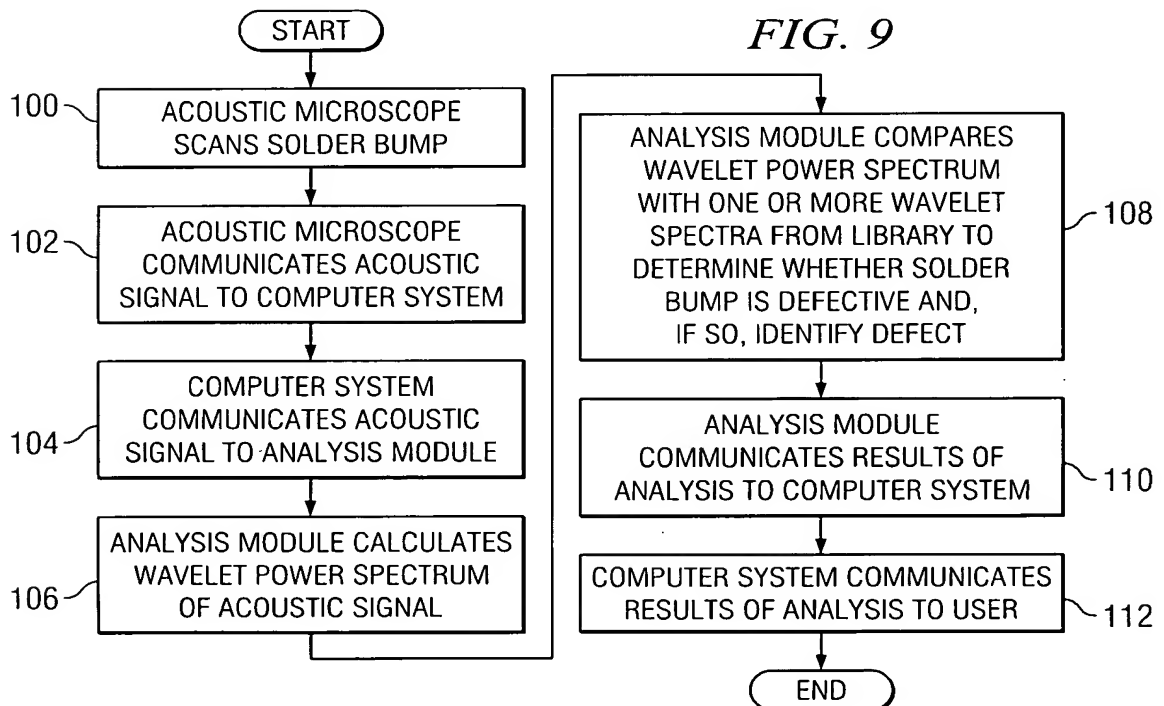 FIG. 9
START
100
ACOUSTIC MICROSCOPE
SCANS SOLDER BUMP
102
ACOUSTIC MICROSCOPE
COMMUNICATES ACOUSTIC
SIGNAL TO COMPUTER SYSTEM
104
COMPUTER SYSTEM
COMMUNICATES ACOUSTIC
SIGNAL TO ANALYSIS MODULE
106
ANALYSIS MODULE CALCULATES
WAVELET POWER SPECTRUM
OF ACOUSTIC SIGNAL
ANALYSIS MODULE COMPARES
WAVELET POWER SPECTRUM
WITH ONE OR MORE WAVELET
SPECTRA FROM LIBRARY TO
DETERMINE WHETHER SOLDER
BUMP IS DEFECTIVE AND,
IF SO, IDENTIFY DEFECT
108
ANALYSIS MODULE
COMMUNICATES RESULTS OF
ANALYSIS TO COMPUTER SYSTEM
110
COMPUTER SYSTEM COMMUNICATES
RESULTS OF ANALYSIS TO USER
112
END